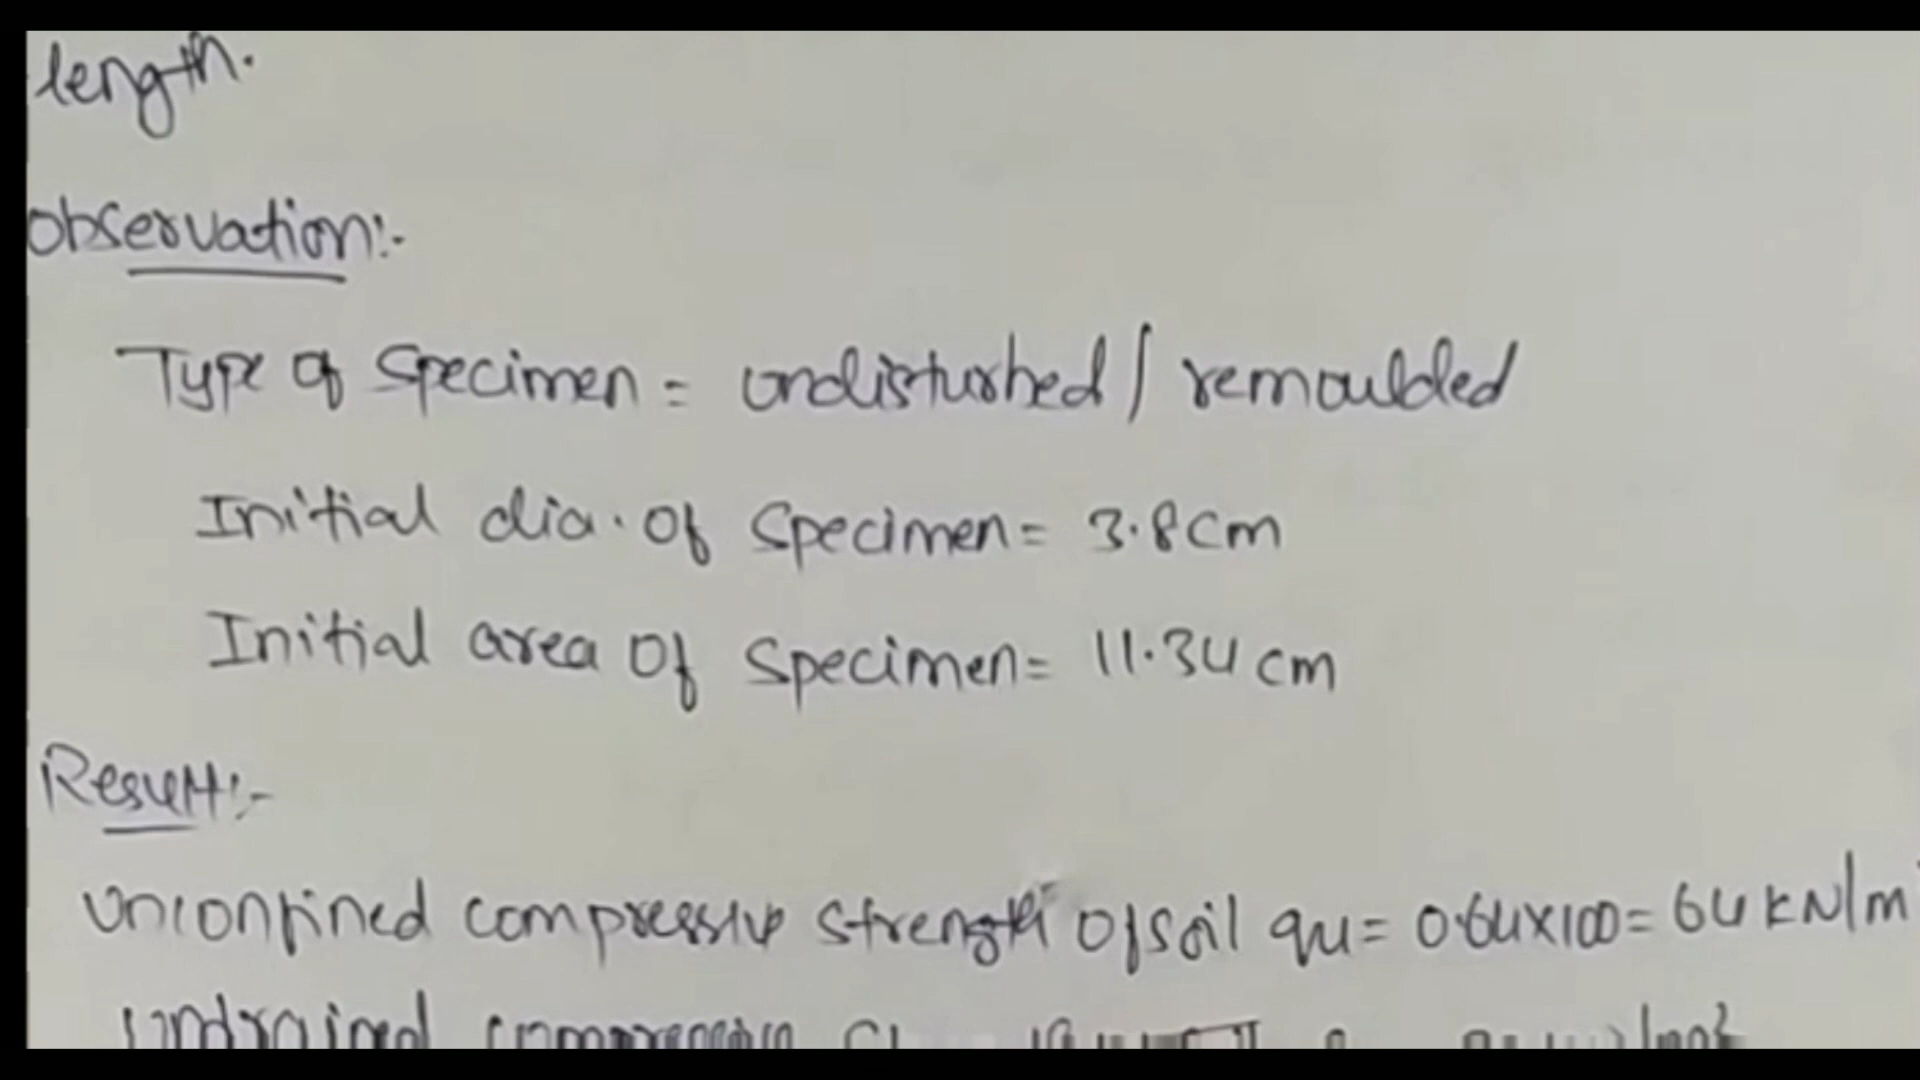 length.
Observation:-
Type of Specimen = undisturbed / remoulded
Initial dia. Of Specimen = 3.8cm
Initial area Of Specimen = 11.34 cm
Result:-
Unconfined compressive strength Of soil qu = 0.64x100 = 64 kN/m
undrained